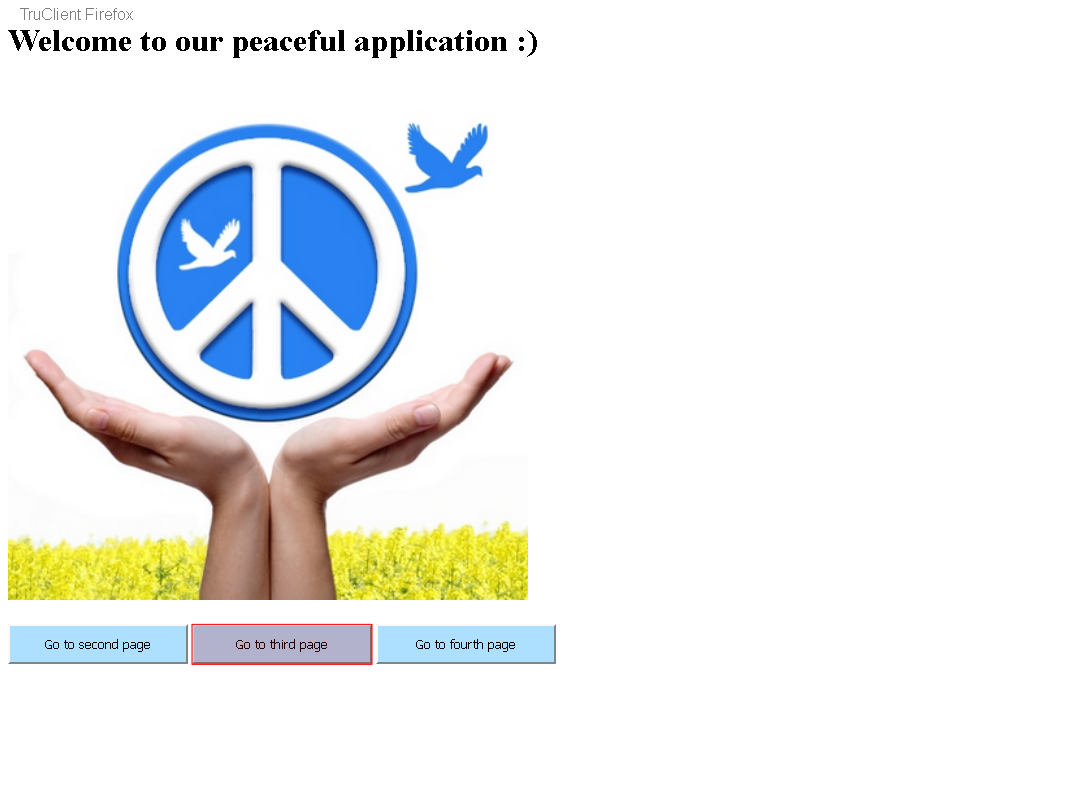 TruClient Firefox
Welcome to our peaceful application :)
Go to second page
Go to third page
Go to fourth page